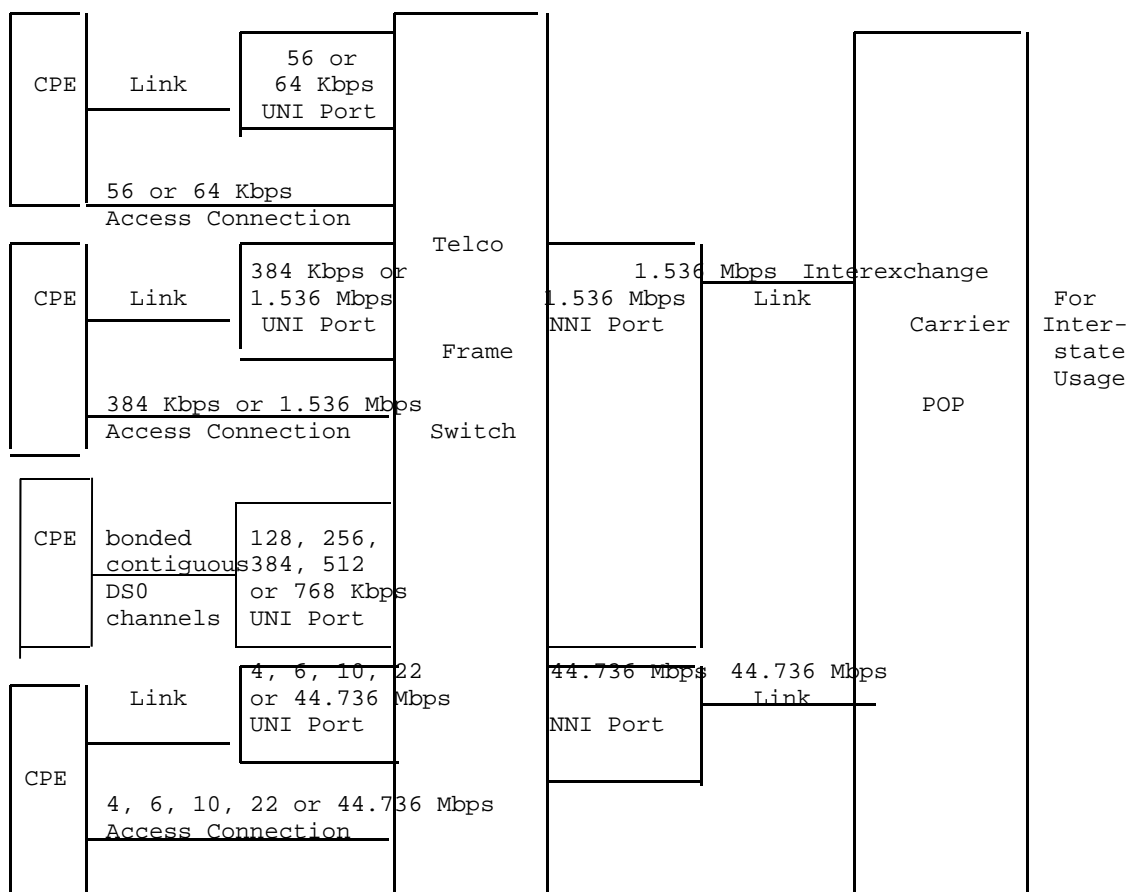 56 or
CPE Link 64 Kbps
UNI Port
56 or 64 Kbps
Access Connection
Telco
384 Kbps or 1.536 Mbps Interexchange
CPE Link 1.536 Mbps 1.536 Mbps Link For
UNI Port NNI Port Carrier Inter-
Frame state
Usage
384 Kbps or 1.536 Mbps POP
Access Connection Switch
CPE bonded 128, 256,
contiguous 384, 512
DS0 or 768 Kbps
channels UNI Port
4, 6, 10, 22 44.736 Mbps 44.736 Mbps
Link or 44.736 Mbps Link
UNI Port NNI Port
CPE
4, 6, 10, 22 or 44.736 Mbps
Access Connection